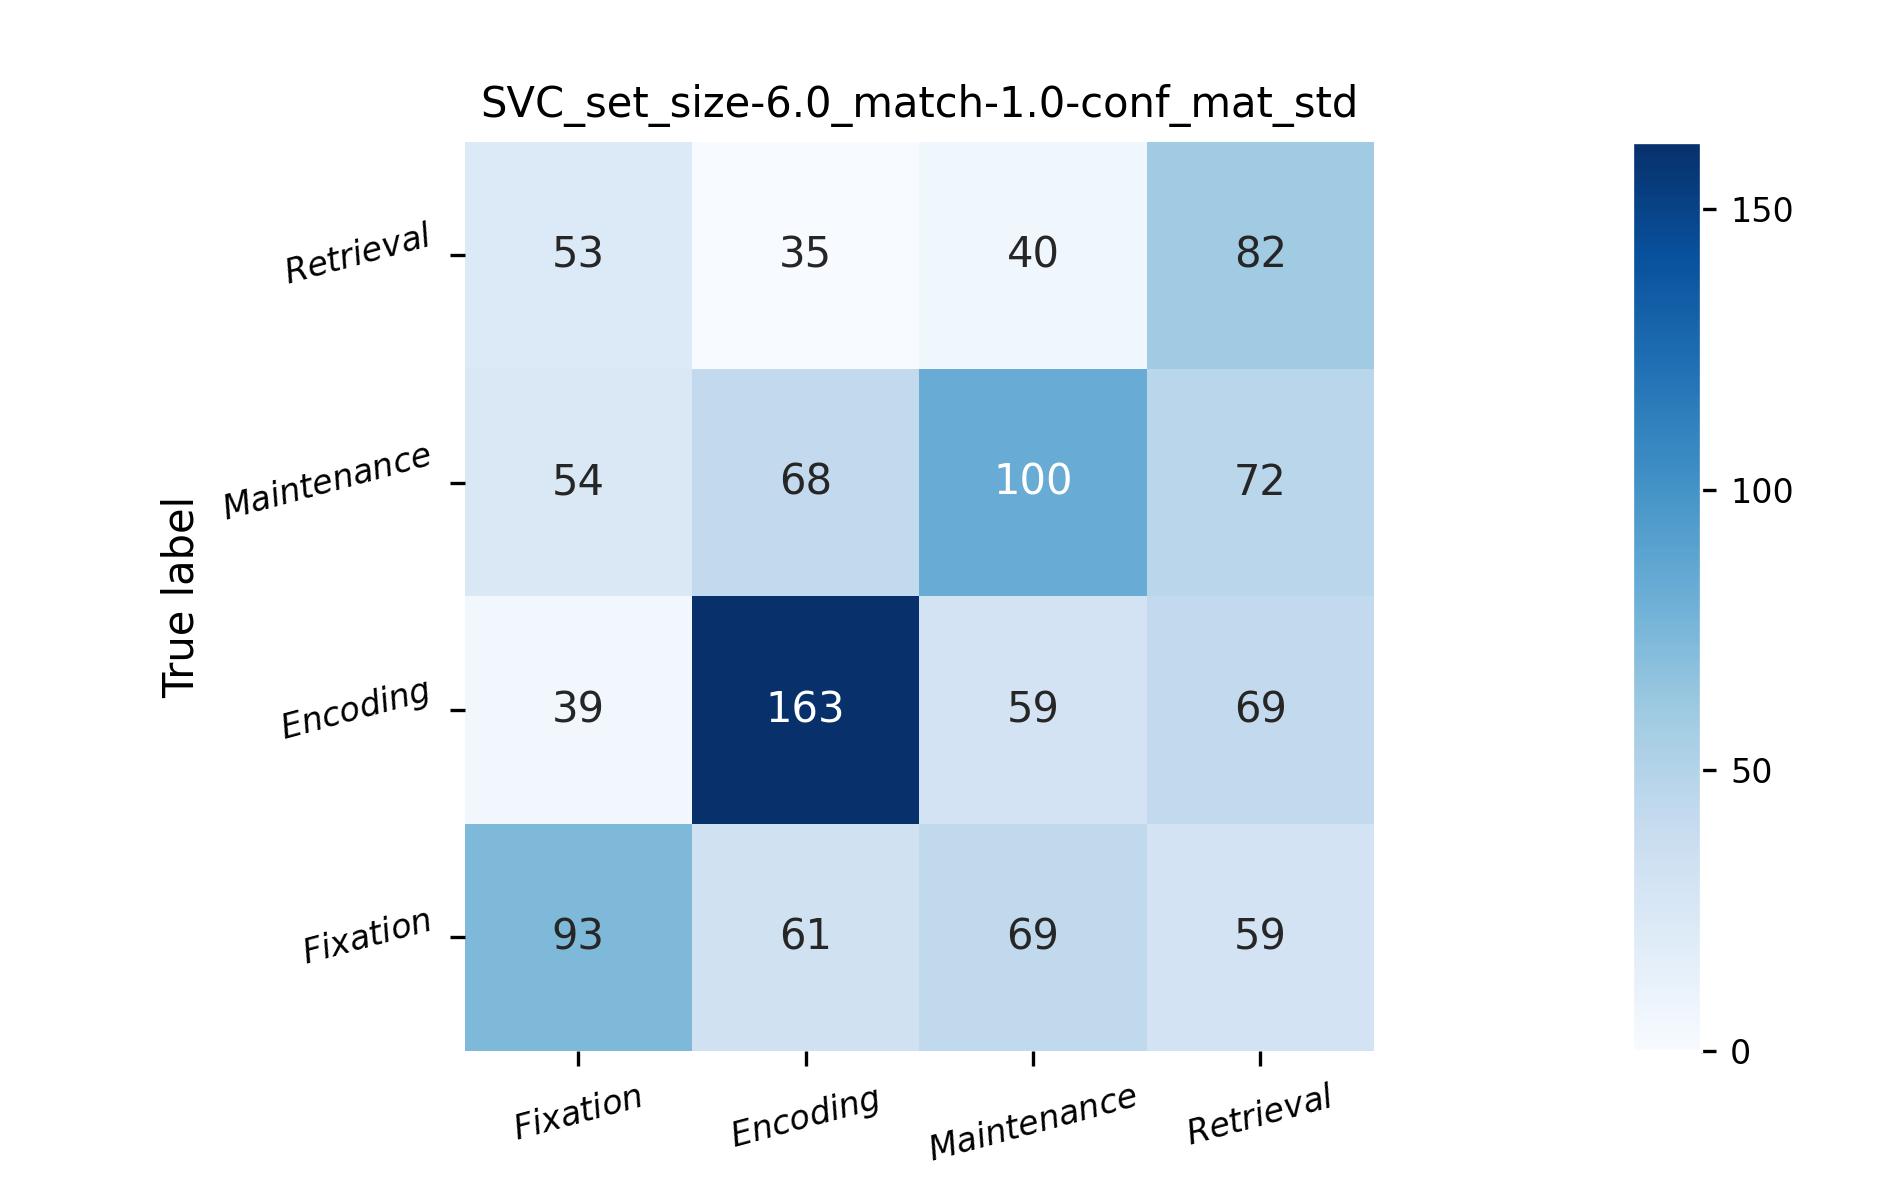 SVC_set_size-6.0_match-1.0-conf_mat_std
True label
Retrieval
53 35 40 82
Maintenance
54 68 100 72
Encoding
39 163 59 69
Fixation
93 61 69 59
Fixation Encoding Maintenance Retrieval
150
100
50
0